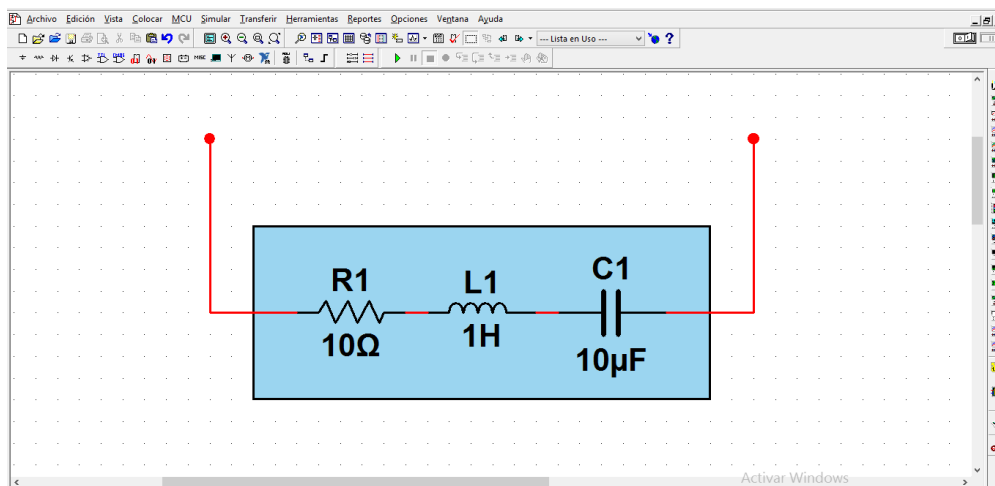 Archivo Edición Vista Colocar MCU Simular Transferir Herramientas Reportes Opciones Ventana Ayuda
--- Lista en Uso ---
MISC
C1
R1
L1
1H
10Ω
10µF
Activar Windows